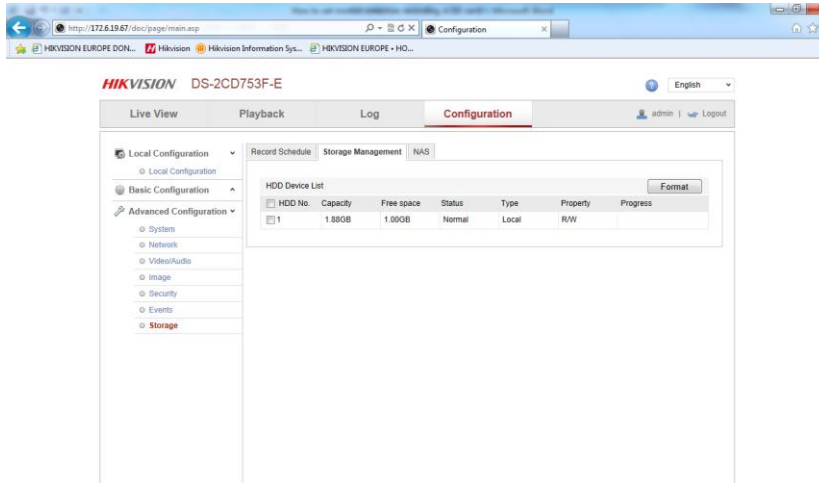 http://172.6.19.67/doc/page/main.asp
Configuration
HIKVISION EUROPE DON...
Hikvision
Hikvision Information Sys...
HIKVISION EUROPE • HO...
HIKVISION DS-2CD753F-E
English
Live View
Playback
Log
Configuration
admin | Logout
Local Configuration
Local Configuration
Basic Configuration
Advanced Configuration
System
Network
Video/Audio
Image
Security
Events
Storage
Record Schedule Storage Management NAS
HDD Device List
Format
HDD No. Capacity Free space Status Type Property Progress
1 1.88GB 1.00GB Normal Local R/W